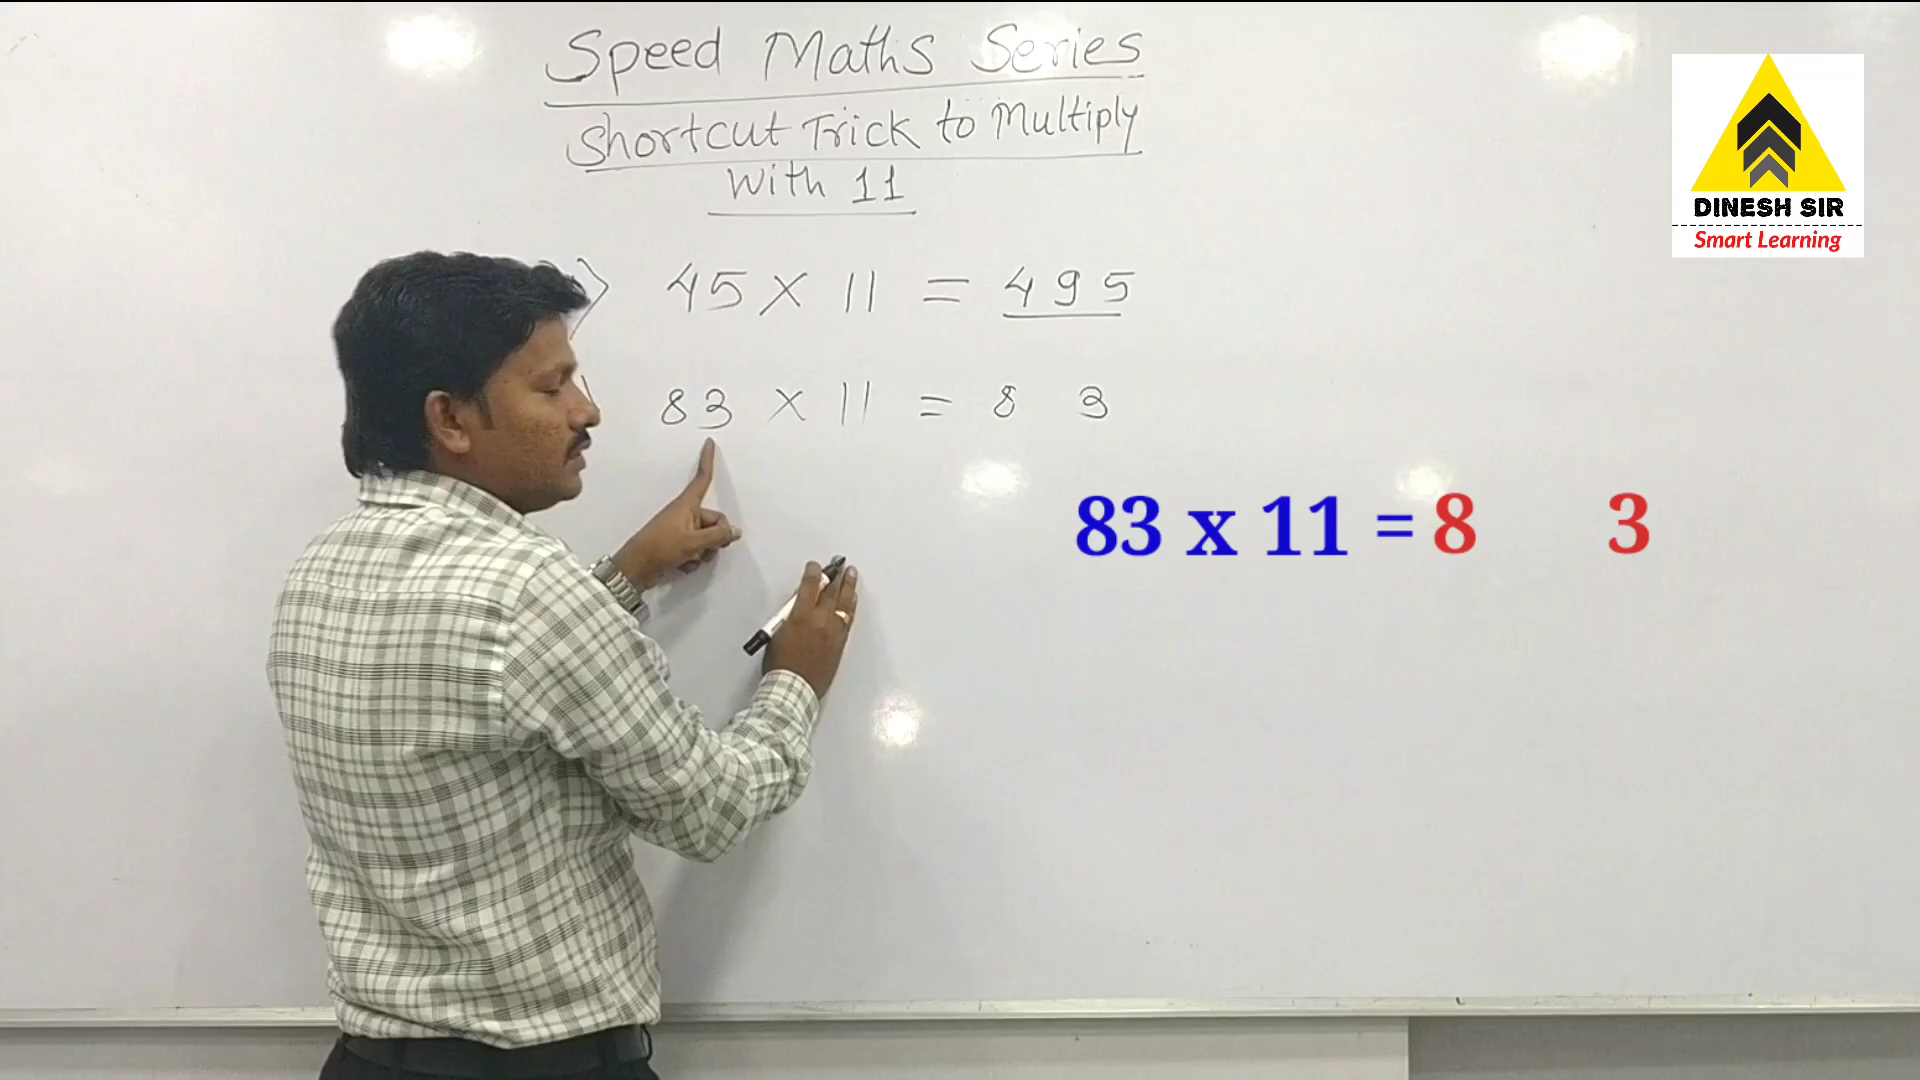 Speed Maths Series
Shortcut Trick to Multiply
With 11
45 X 11 = 495
83 X 11 = 8 3
83 x 11 = 8 3
DINESH SIR
Smart Learning